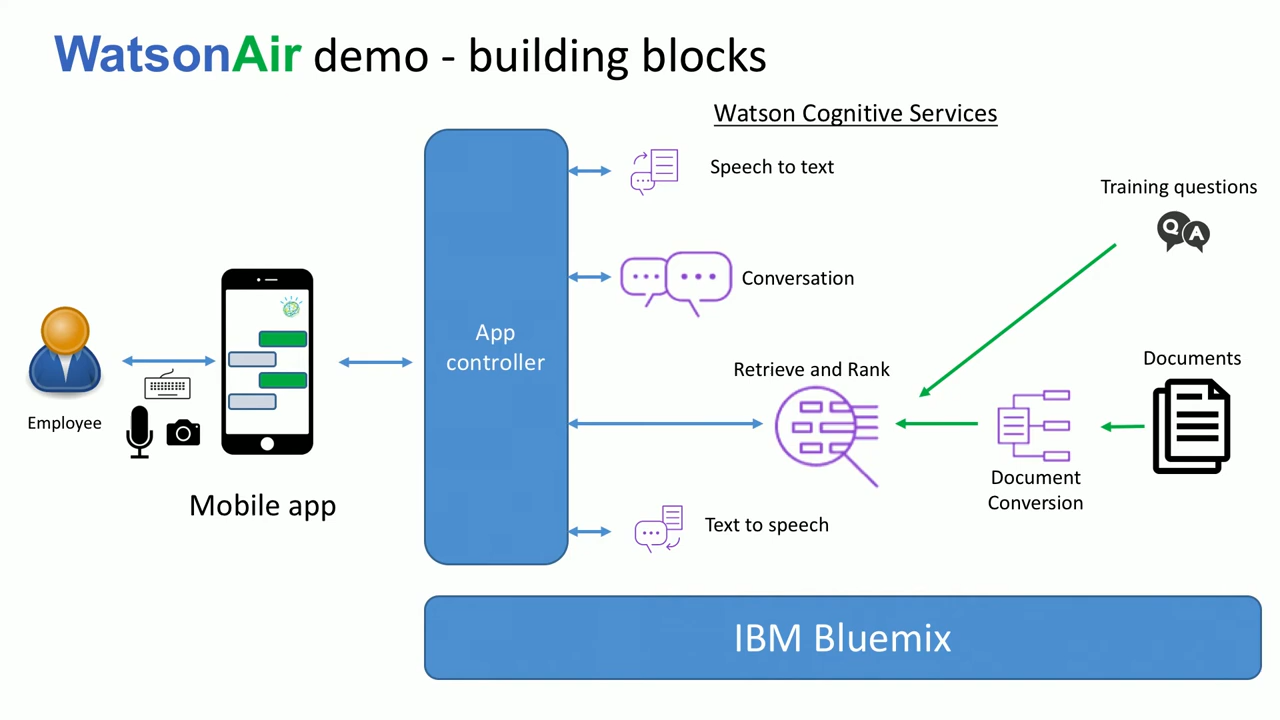 WatsonAir demo - building blocks
Watson Cognitive Services
Speech to text
Training questions
Q A
Conversation
App
controller
Retrieve and Rank
Documents
Employee
Document
Conversion
Mobile app
Text to speech
IBM Bluemix